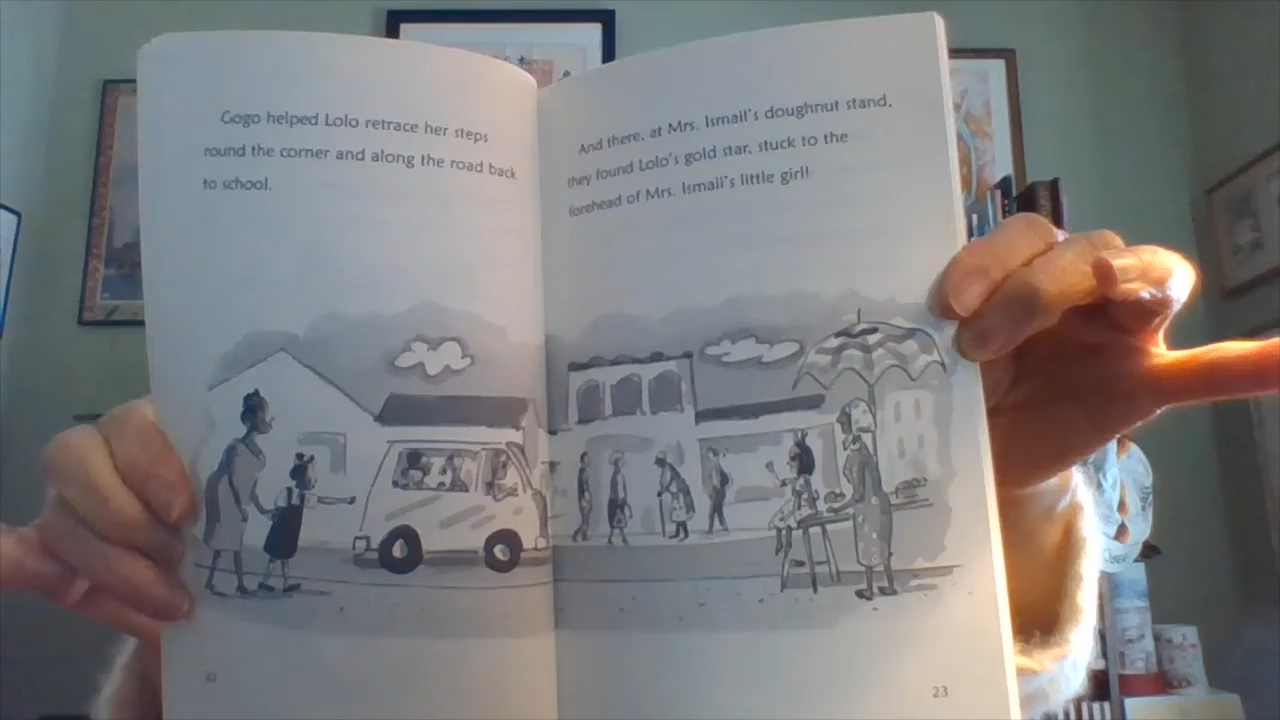 Gogo helped Lolo retrace her steps
round the corner and along the road back
to school.
And there, at Mrs. Ismail's doughnut stand,
they found Lolo's gold star, stuck to the
forehead of Mrs. Ismail's little girl!
23